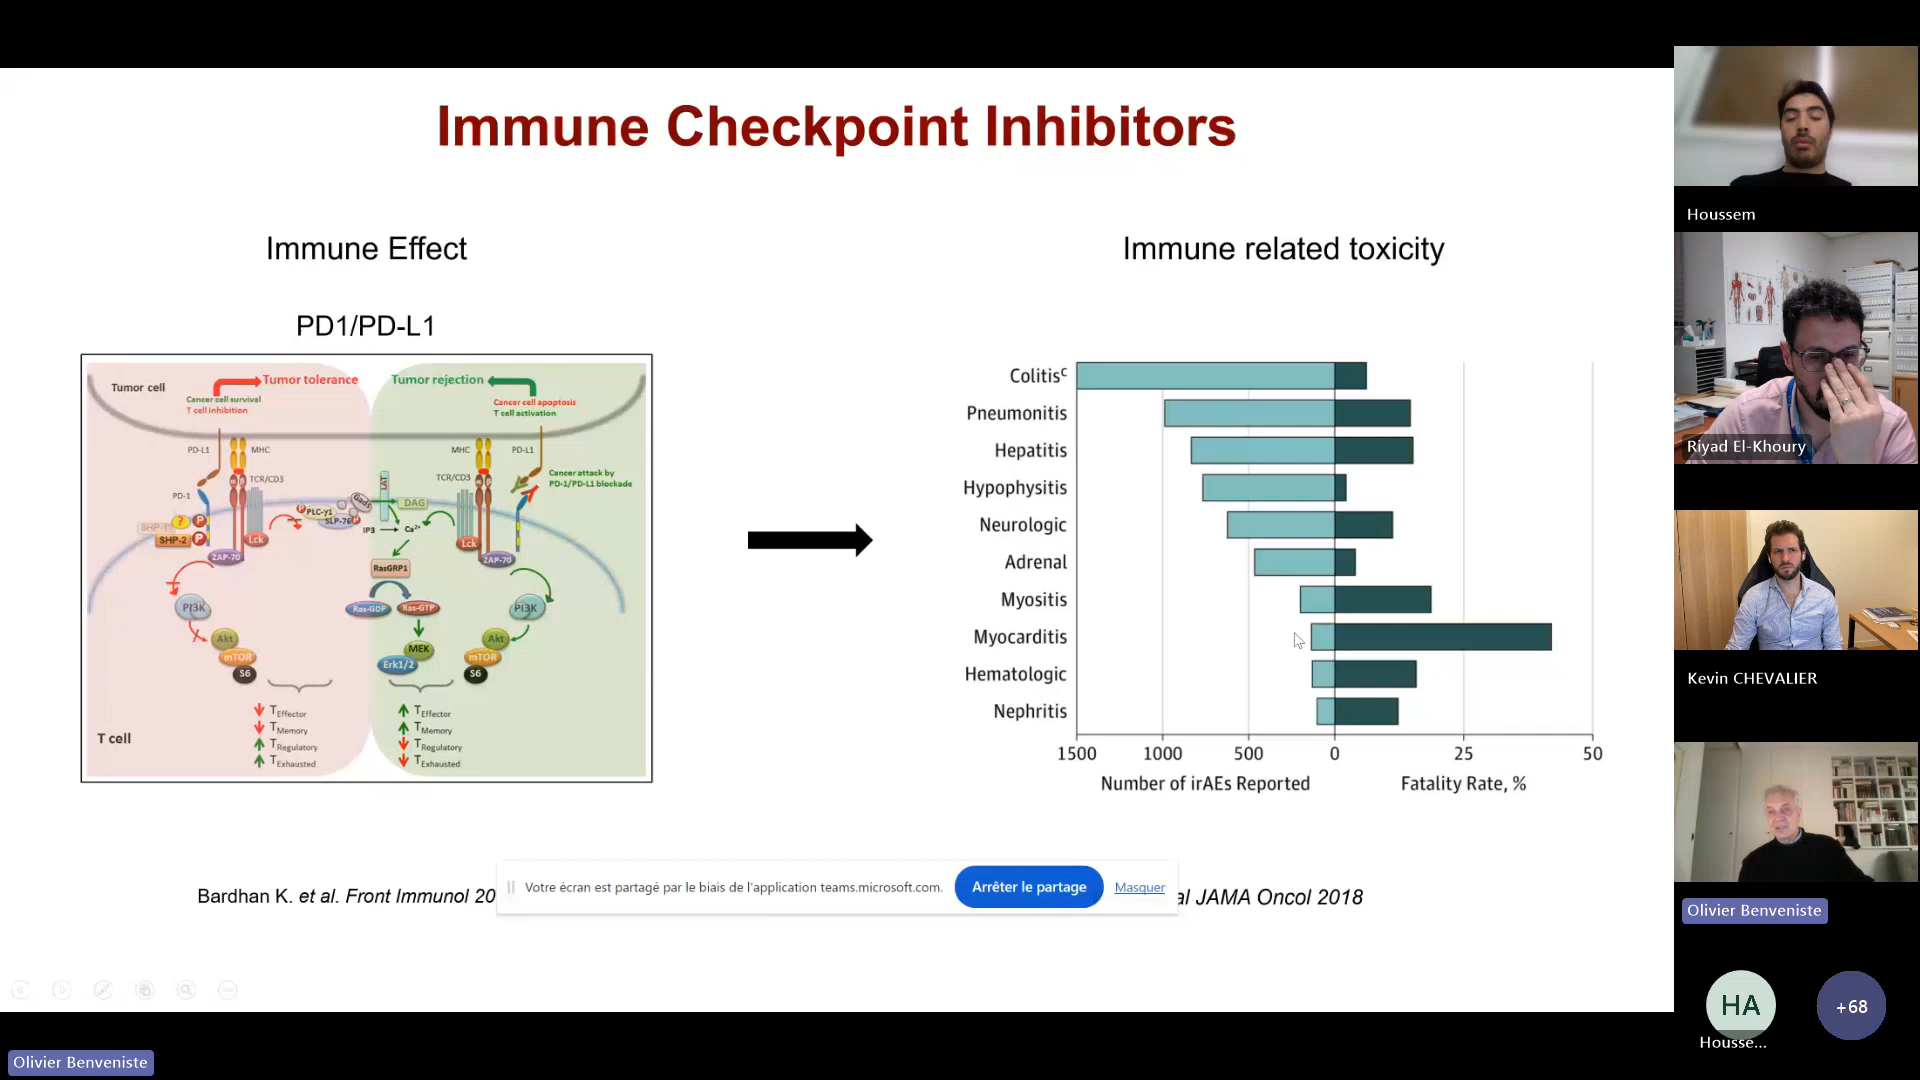 Immune Checkpoint Inhibitors
Immune Effect
PD1/PD-L1
Tumor cell
Tumor tolerance
Cancer cell survival
T cell inhibition
Tumor rejection
Cancer cell apoptosis
T cell activation
PD-L1
MHC
MHC
PD-L1
TCR/CD3
TCR/CD3
Cancer attack by
PD-1/PD-L1 blockade
PD-1
LAT
Gads
DAG
PLC-γ1
SLP-76
IP3
Ca²⁺
?
P
P
P
P
SHP-2
Lck
Lck
ZAP-70
ZAP-70
RasGRP1
PI3K
Ras-GDP
Ras-GTP
PI3K
Akt
MEK
Akt
mTOR
Erk1/2
mTOR
S6
S6
T cell
T Effector
T Memory
T Regulatory
T Exhausted
T Effector
T Memory
T Regulatory
T Exhausted
Immune related toxicity
Colitisᶜ
Pneumonitis
Hepatitis
Hypophysitis
Neurologic
Adrenal
Myositis
Myocarditis
Hematologic
Nephritis
1500 1000 500 0 25 50
Number of irAEs Reported
Fatality Rate, %
Bardhan K. et al. Front Immunol 20
al JAMA Oncol 2018
Votre écran est partagé par le biais de l'application teams.microsoft.com.
Arrêter le partage
Masquer
Houssem
Riyad El-Khoury
Kevin CHEVALIER
Olivier Benveniste
HA
+68
Housse...
Olivier Benveniste